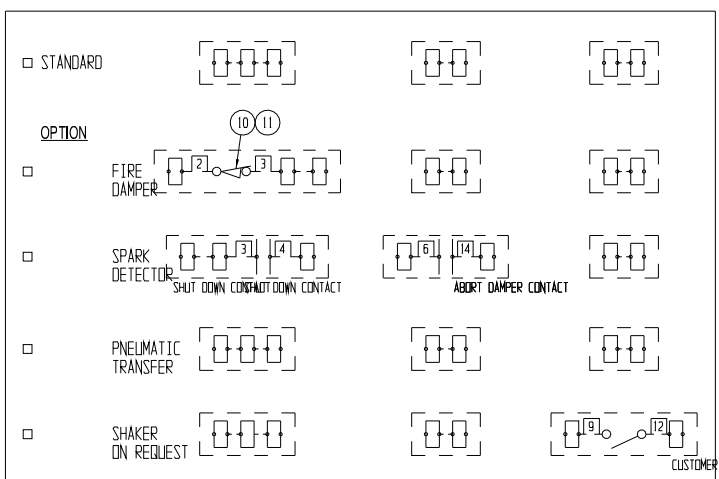 STANDARD
OPTION
10 11
FIRE
DAMPER
2 3
SPARK
DETECTOR
3 4
6 14
SHUT DOWN CONTACT
SHUT DOWN CONTACT
ABORT DAMPER CONTACT
PNEUMATIC
TRANSFER
SHAKER
ON REQUEST
9 12
CUSTOMER